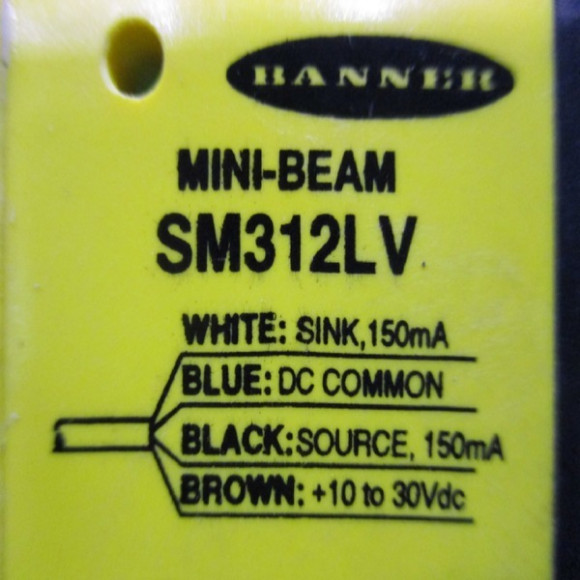 BANNER
MINI-BEAM
SM312LV
WHITE: SINK,150mA
BLUE: DC COMMON
BLACK:SOURCE, 150mA
BROWN: +10 to 30Vdc